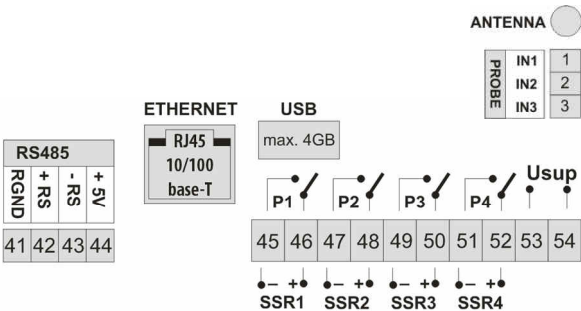 ANTENNA
PROBE
IN1 1
IN2 2
IN3 3
ETHERNET
RJ45
10/100
base-T
USB
max. 4GB
RS485
RGND + RS - RS + 5V
41 42 43 44
P1 P2 P3 P4 Usup
45 46 47 48 49 50 51 52 53 54
– + – + – + – +
SSR1 SSR2 SSR3 SSR4